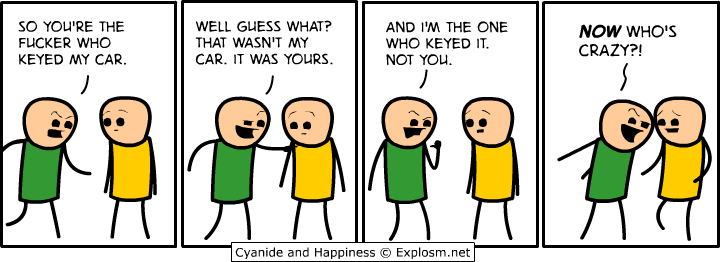 SO YOU'RE THE
FUCKER WHO
KEYED MY CAR.
WELL GUESS WHAT?
THAT WASN'T MY
CAR. IT WAS YOURS.
AND I'M THE ONE
WHO KEYED IT.
NOT YOU.
NOW WHO'S
CRAZY?!
Cyanide and Happiness © Explosm.net